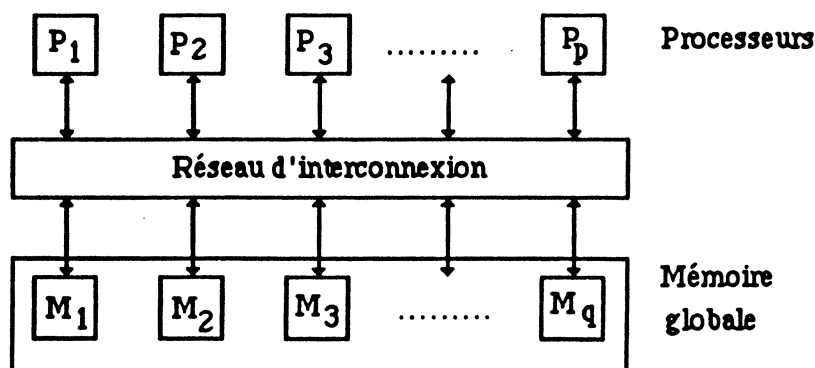 P1 P2 P3 ......... Pp Processeurs
Réseau d'interconnexion
M1 M2 M3 ......... Mq Mémoire
globale